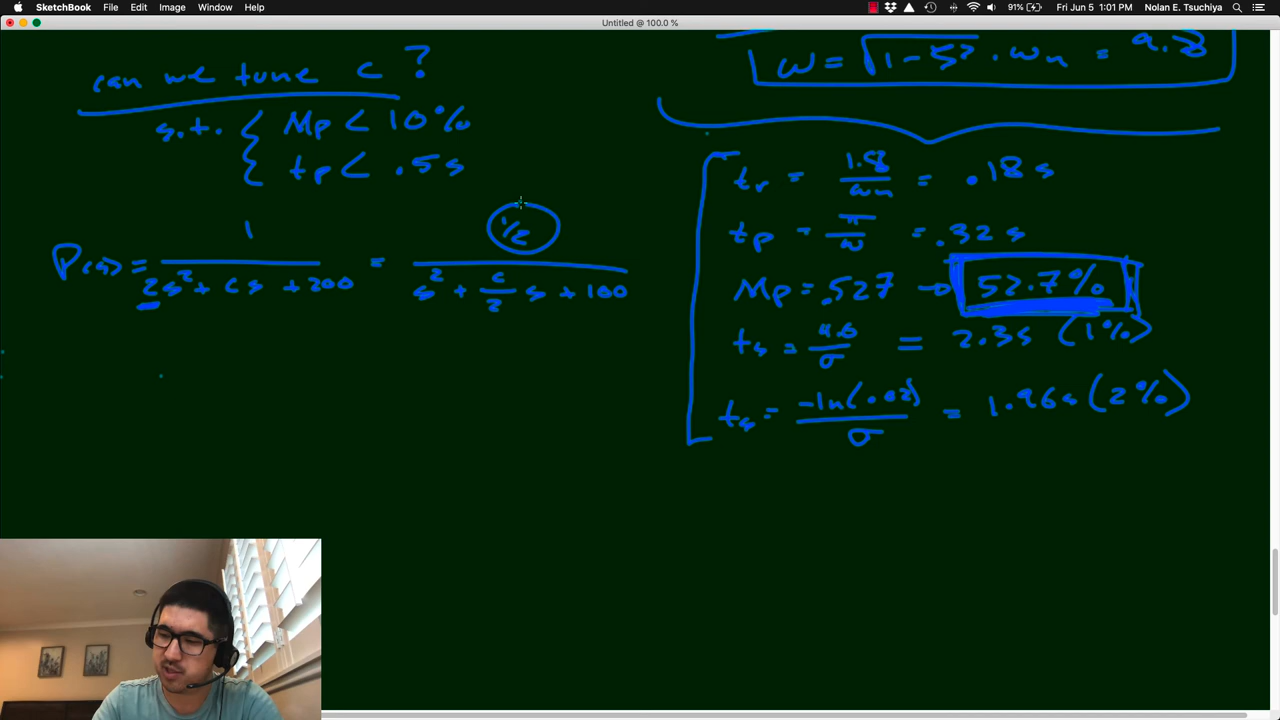 SketchBook File Edit Image Window Help
91% Fri Jun 5 1:01 PM Nolan E. Tsuchiya
Untitled @ 100.0 %
can we tune c ?
s.t. { Mp < 10%
tp < .5 s
P(s) = 1 / (2s² + cs + 200) = (1/2) / (s² + c/2 s + 100)
ω = √(1-ζ²) · ωn = 9.8
tr = 1.8/ωn = .18 s
tp = π/ω = .32 s
Mp = .527 → 52.7%
ts = 4.6/σ = 2.3s (1%)
ts = -ln(.02)/σ = 1.96s (2%)